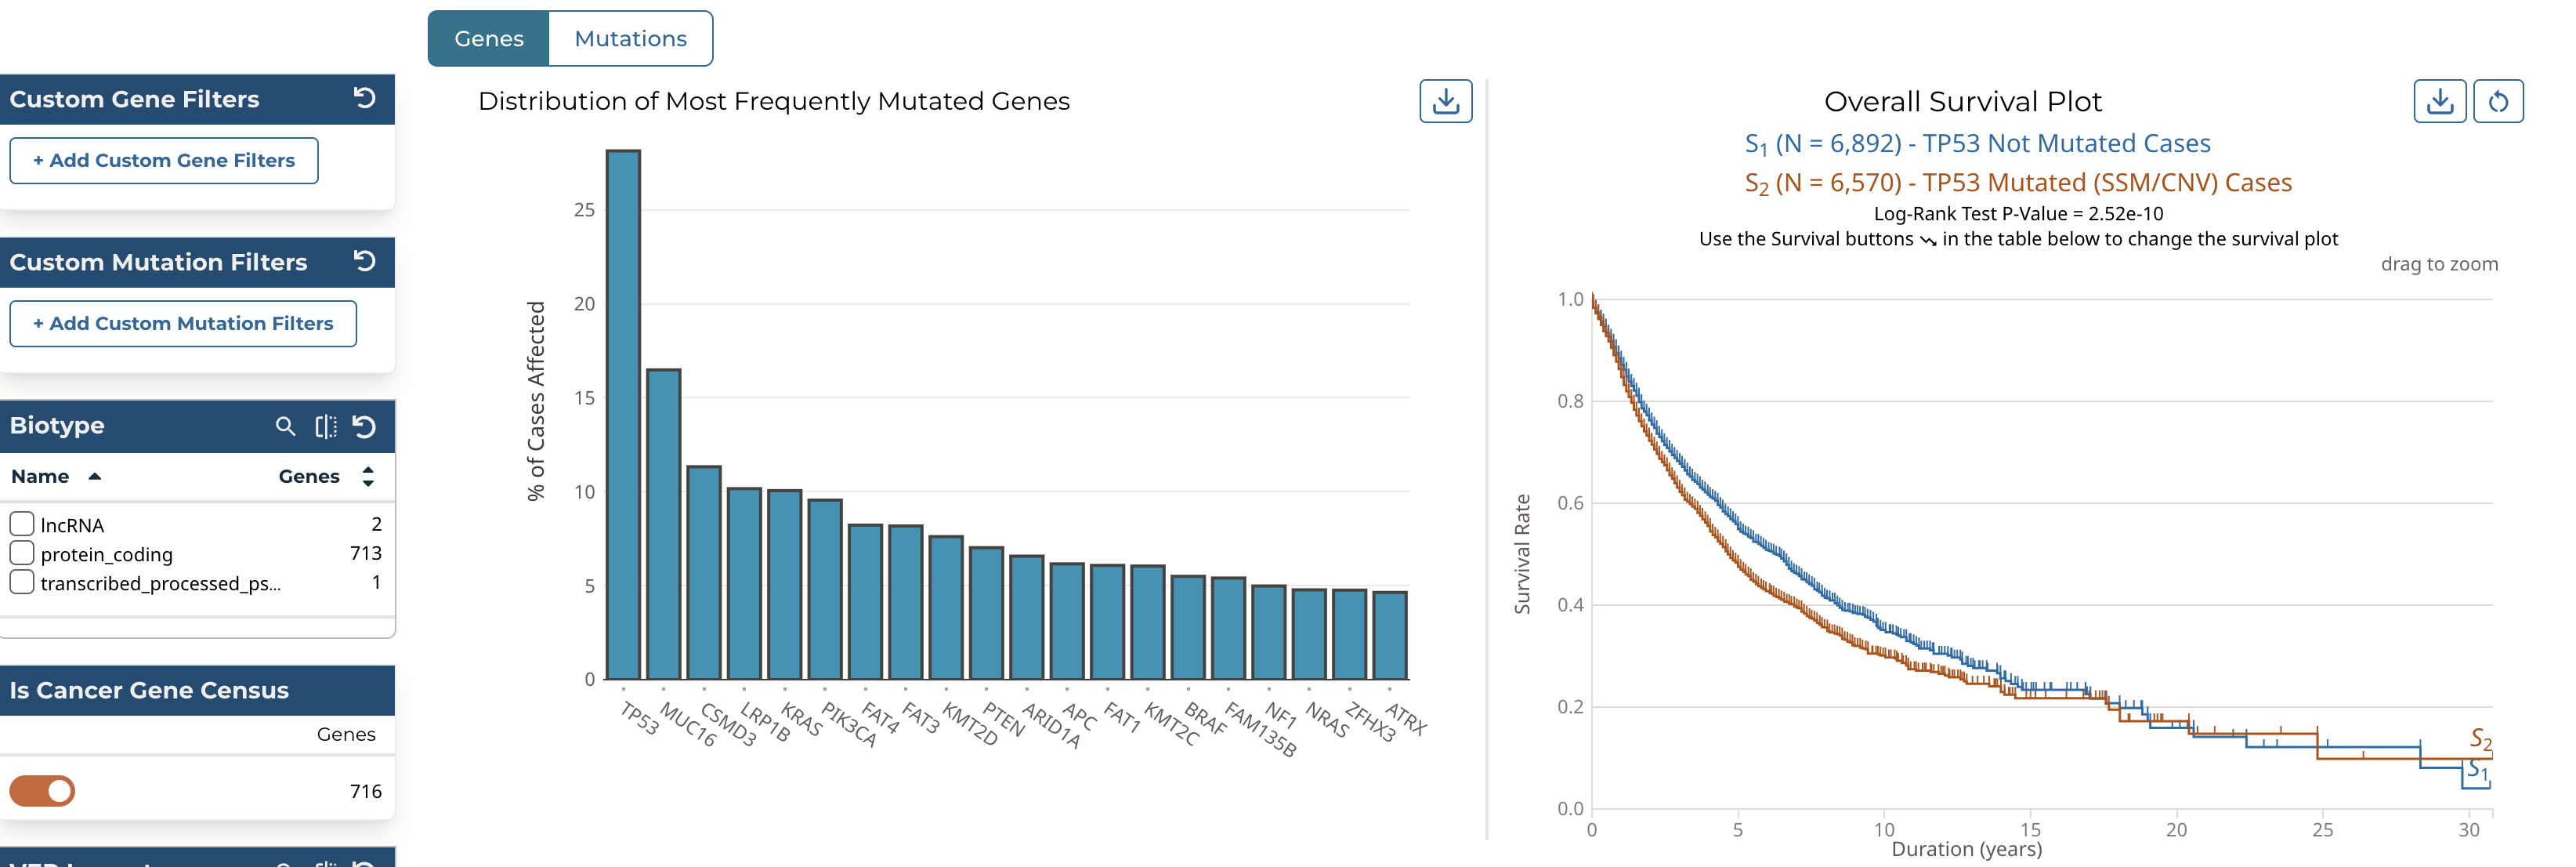 Genes
Mutations
Custom Gene Filters
+ Add Custom Gene Filters
Custom Mutation Filters
+ Add Custom Mutation Filters
Biotype
Name
Genes
lncRNA
2
protein_coding
713
transcribed_processed_ps...
1
Is Cancer Gene Census
Genes
716
Distribution of Most Frequently Mutated Genes
% of Cases Affected
25
20
15
10
5
0
TP53
MUC16
CSMD3
LRP1B
KRAS
PIK3CA
FAT4
FAT3
KMT2D
PTEN
ARID1A
APC
FAT1
KMT2C
BRAF
FAM135B
NF1
NRAS
ZFHX3
ATRX
Overall Survival Plot
S1 (N = 6,892) - TP53 Not Mutated Cases
S2 (N = 6,570) - TP53 Mutated (SSM/CNV) Cases
Log-Rank Test P-Value = 2.52e-10
Use the Survival buttons in the table below to change the survival plot
drag to zoom
Survival Rate
1.0
0.8
0.6
0.4
0.2
0.0
S2
S1
0
5
10
15
20
25
30
Duration (years)